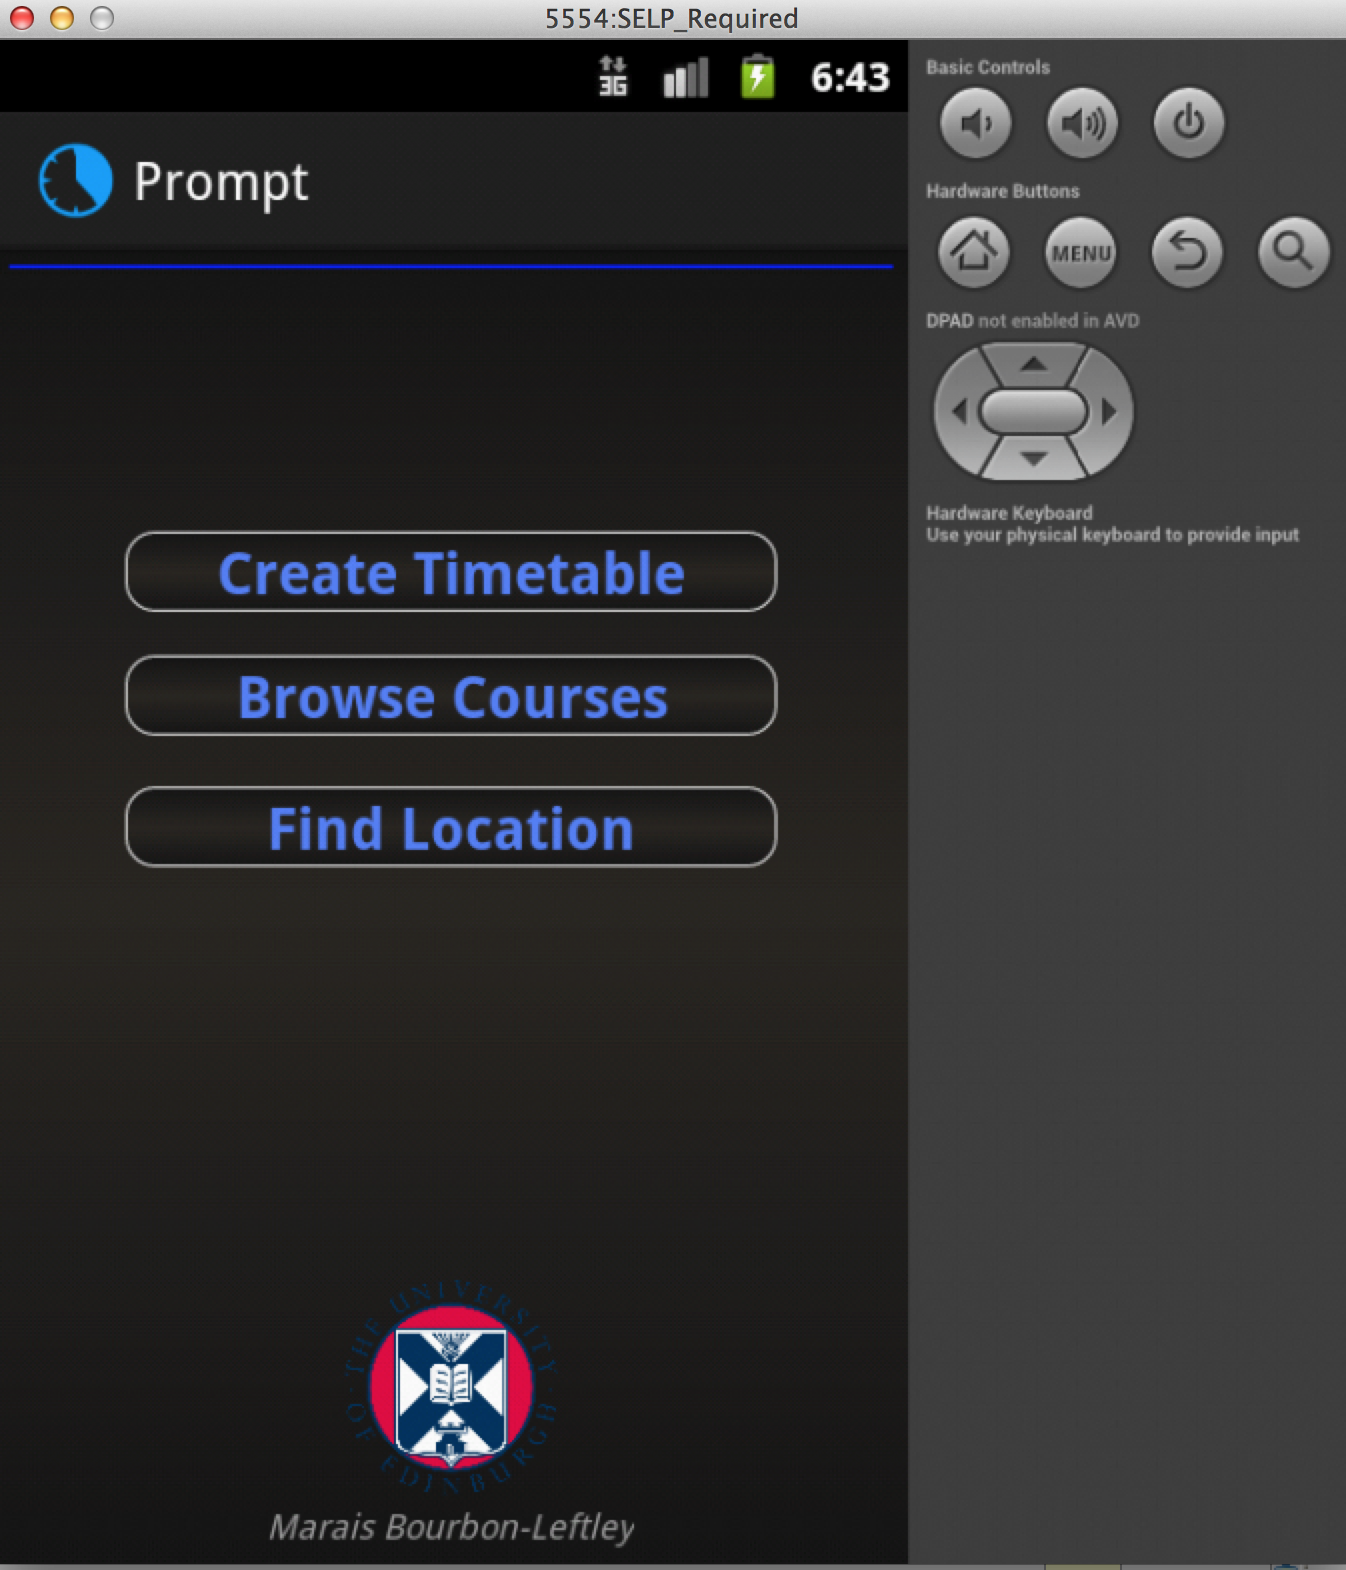 5554:SELP_Required
3G
6:43
Prompt
Create Timetable
Browse Courses
Find Location
THE UNIVERSITY OF EDINBURGH
Marais Bourbon-Leftley
Basic Controls
Hardware Buttons
MENU
DPAD not enabled in AVD
Hardware Keyboard
Use your physical keyboard to provide input